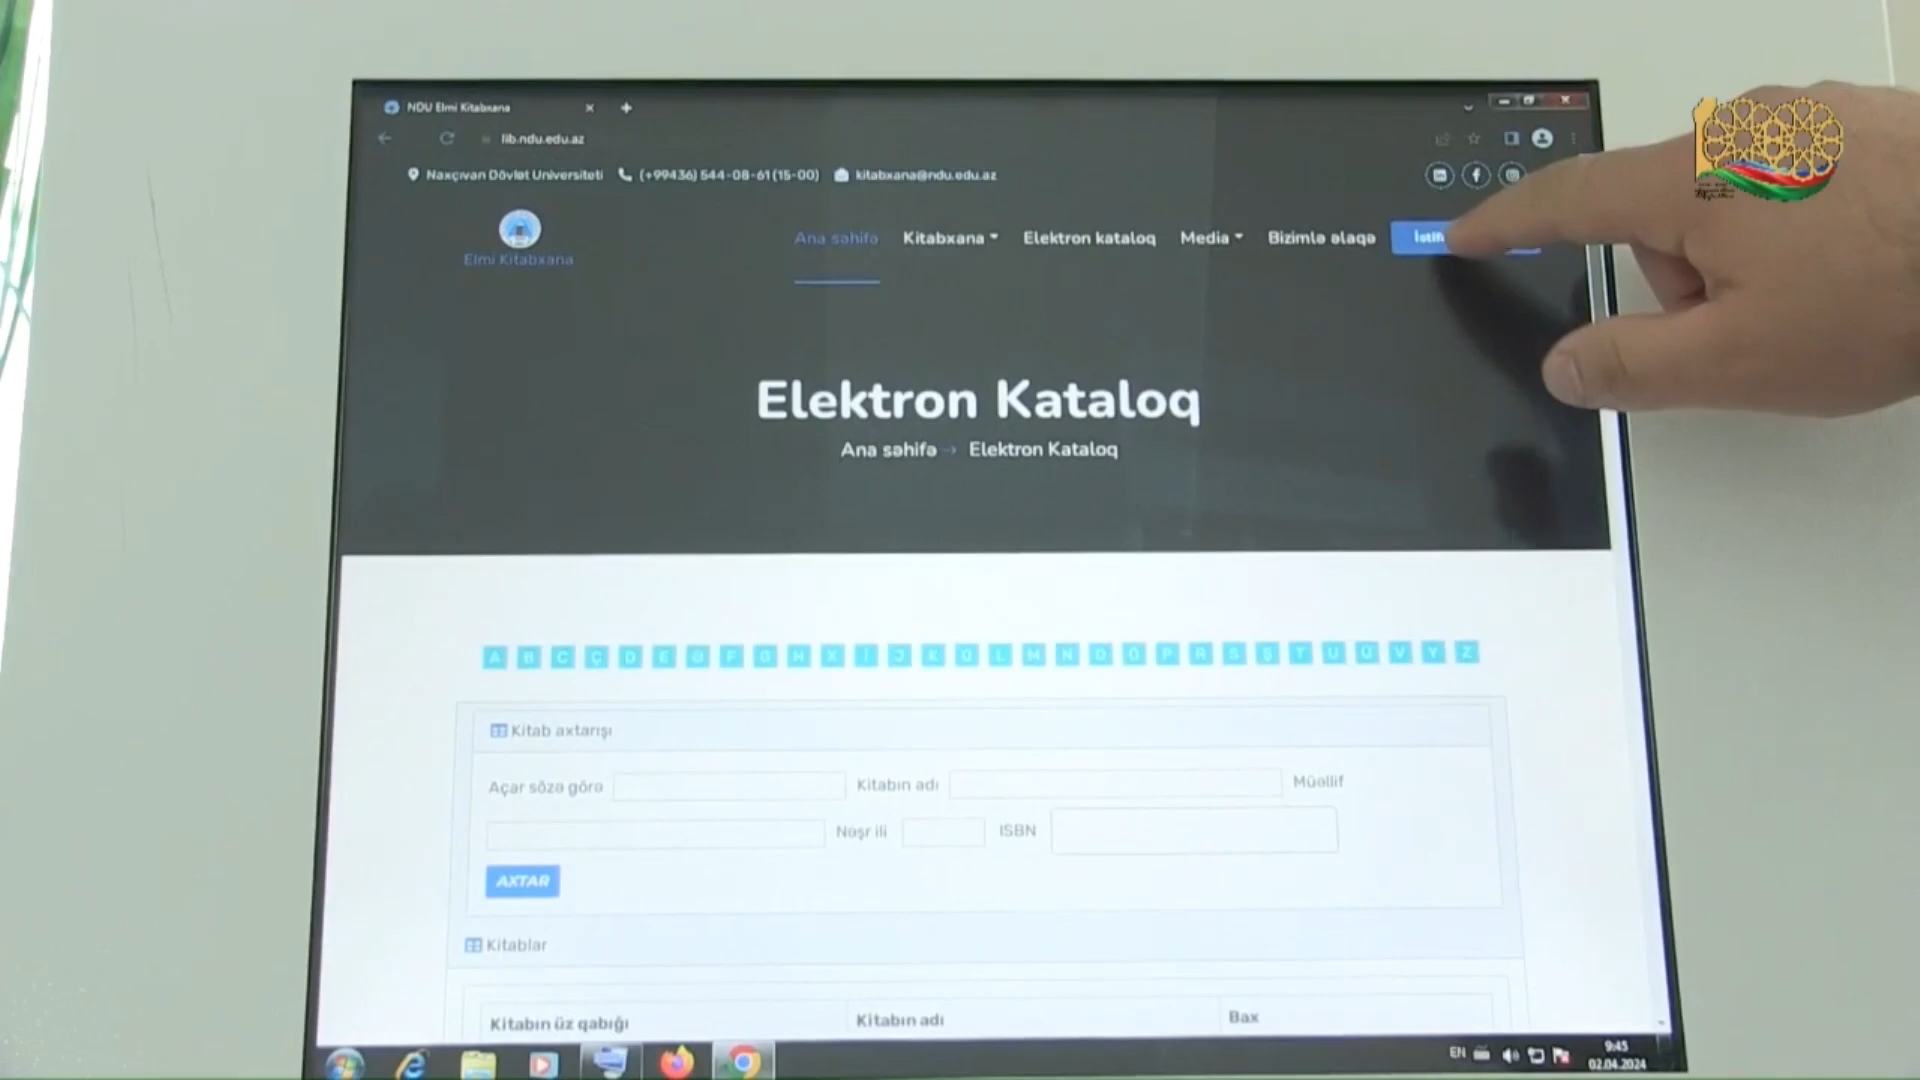 NDU Elmi Kitabxana
lib.ndu.edu.az
Naxçıvan Dövlət Universiteti (+99436) 544-08-61 (15-00) kitabxana@ndu.edu.az
Elmi Kitabxana
Ana səhifə Kitabxana Elektron kataloq Media Bizimlə əlaqə
Elektron Kataloq
Ana səhifə → Elektron Kataloq
A B C Ç D E Ə F G H X İ J K Q L M N O Ö P R S Ş T U Ü V Y Z
Kitab axtarışı
Açar sözə görə Kitabın adı Müəllif
Nəşr ili ISBN
AXTAR
Kitablar
Kitabın üz qabığı Kitabın adı Bax
EN 9:45
02.04.2024